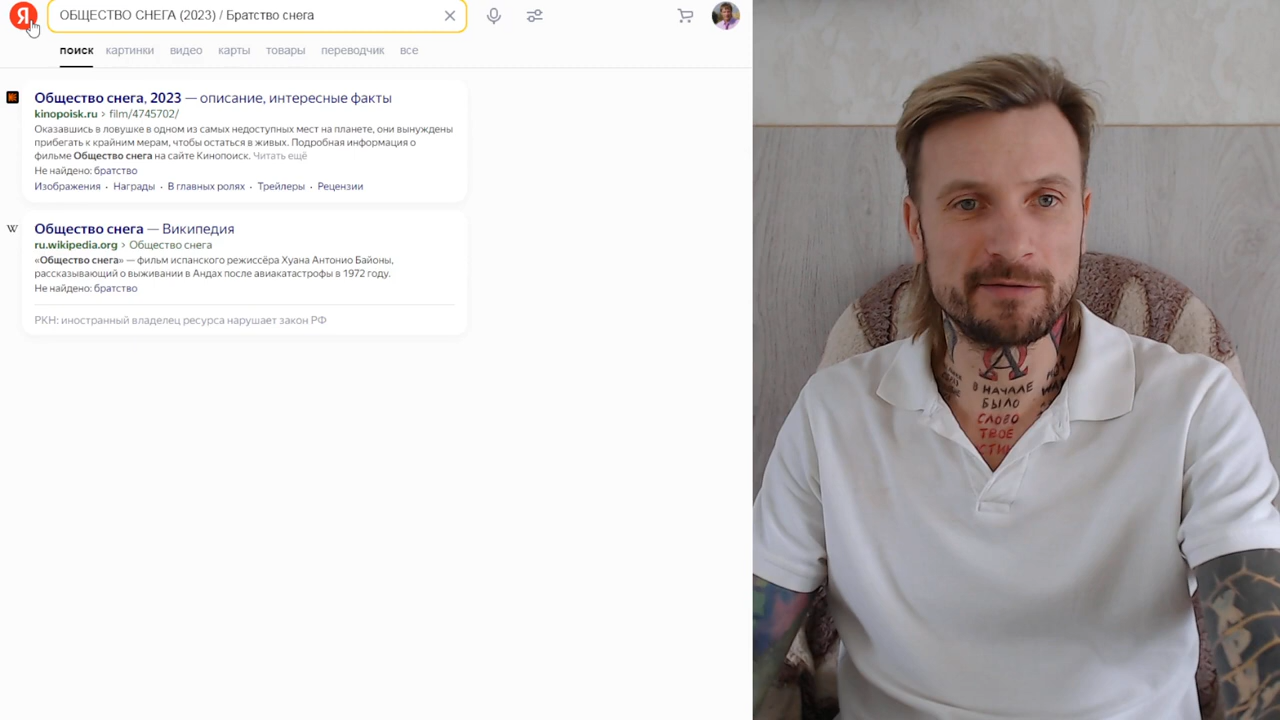 Я
ОБЩЕСТВО СНЕГА (2023) / Братство снега
поиск картинки видео карты товары переводчик все
Общество снега, 2023 — описание, интересные факты
kinopoisk.ru › film/4745702/
Оказавшись в ловушке в одном из самых недоступных мест на планете, они вынуждены
прибегать к крайним мерам, чтобы остаться в живых. Подробная информация о
фильме Общество снега на сайте Кинопоиск. Читать ещё
Не найдено: братство
Изображения · Награды · В главных ролях · Трейлеры · Рецензии
W Общество снега — Википедия
ru.wikipedia.org › Общество снега
«Общество снега» — фильм испанского режиссёра Хуана Антонио Байоны,
рассказывающий о выживании в Андах после авиакатастрофы в 1972 году.
Не найдено: братство
РКН: иностранный владелец ресурса нарушает закон РФ
В НАЧАЛЕ
БЫЛО
СЛОВО
ТВОЕ